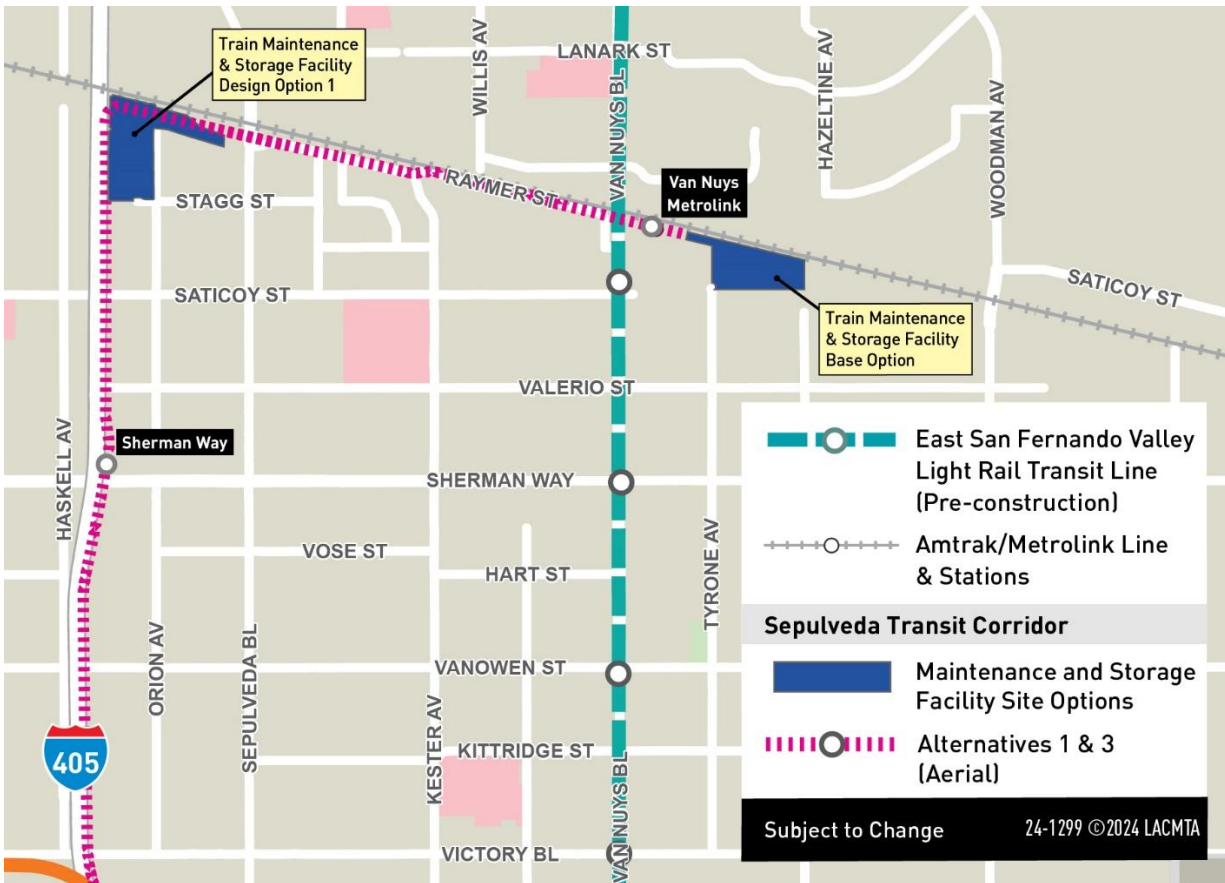 LANARK ST
WILLIS AV
VAN NUYS BL
HAZELTINE AV
WOODMAN AV
Train Maintenance
& Storage Facility
Design Option 1
RAYMER ST
Van Nuys
Metrolink
STAGG ST
SATICOY ST
SATICOY ST
Train Maintenance
& Storage Facility
Base Option
VALERIO ST
HASKELL AV
Sherman Way
SHERMAN WAY
VOSE ST
HART ST
TYRONE AV
ORION AV
SEPULVEDA BL
KESTER AV
VANOWEN ST
405
KITTRIDGE ST
VAN NUYS BL
VICTORY BL
East San Fernando Valley
Light Rail Transit Line
(Pre-construction)
Amtrak/Metrolink Line
& Stations
Sepulveda Transit Corridor
Maintenance and Storage
Facility Site Options
Alternatives 1 & 3
(Aerial)
Subject to Change
24-1299 ©2024 LACMTA